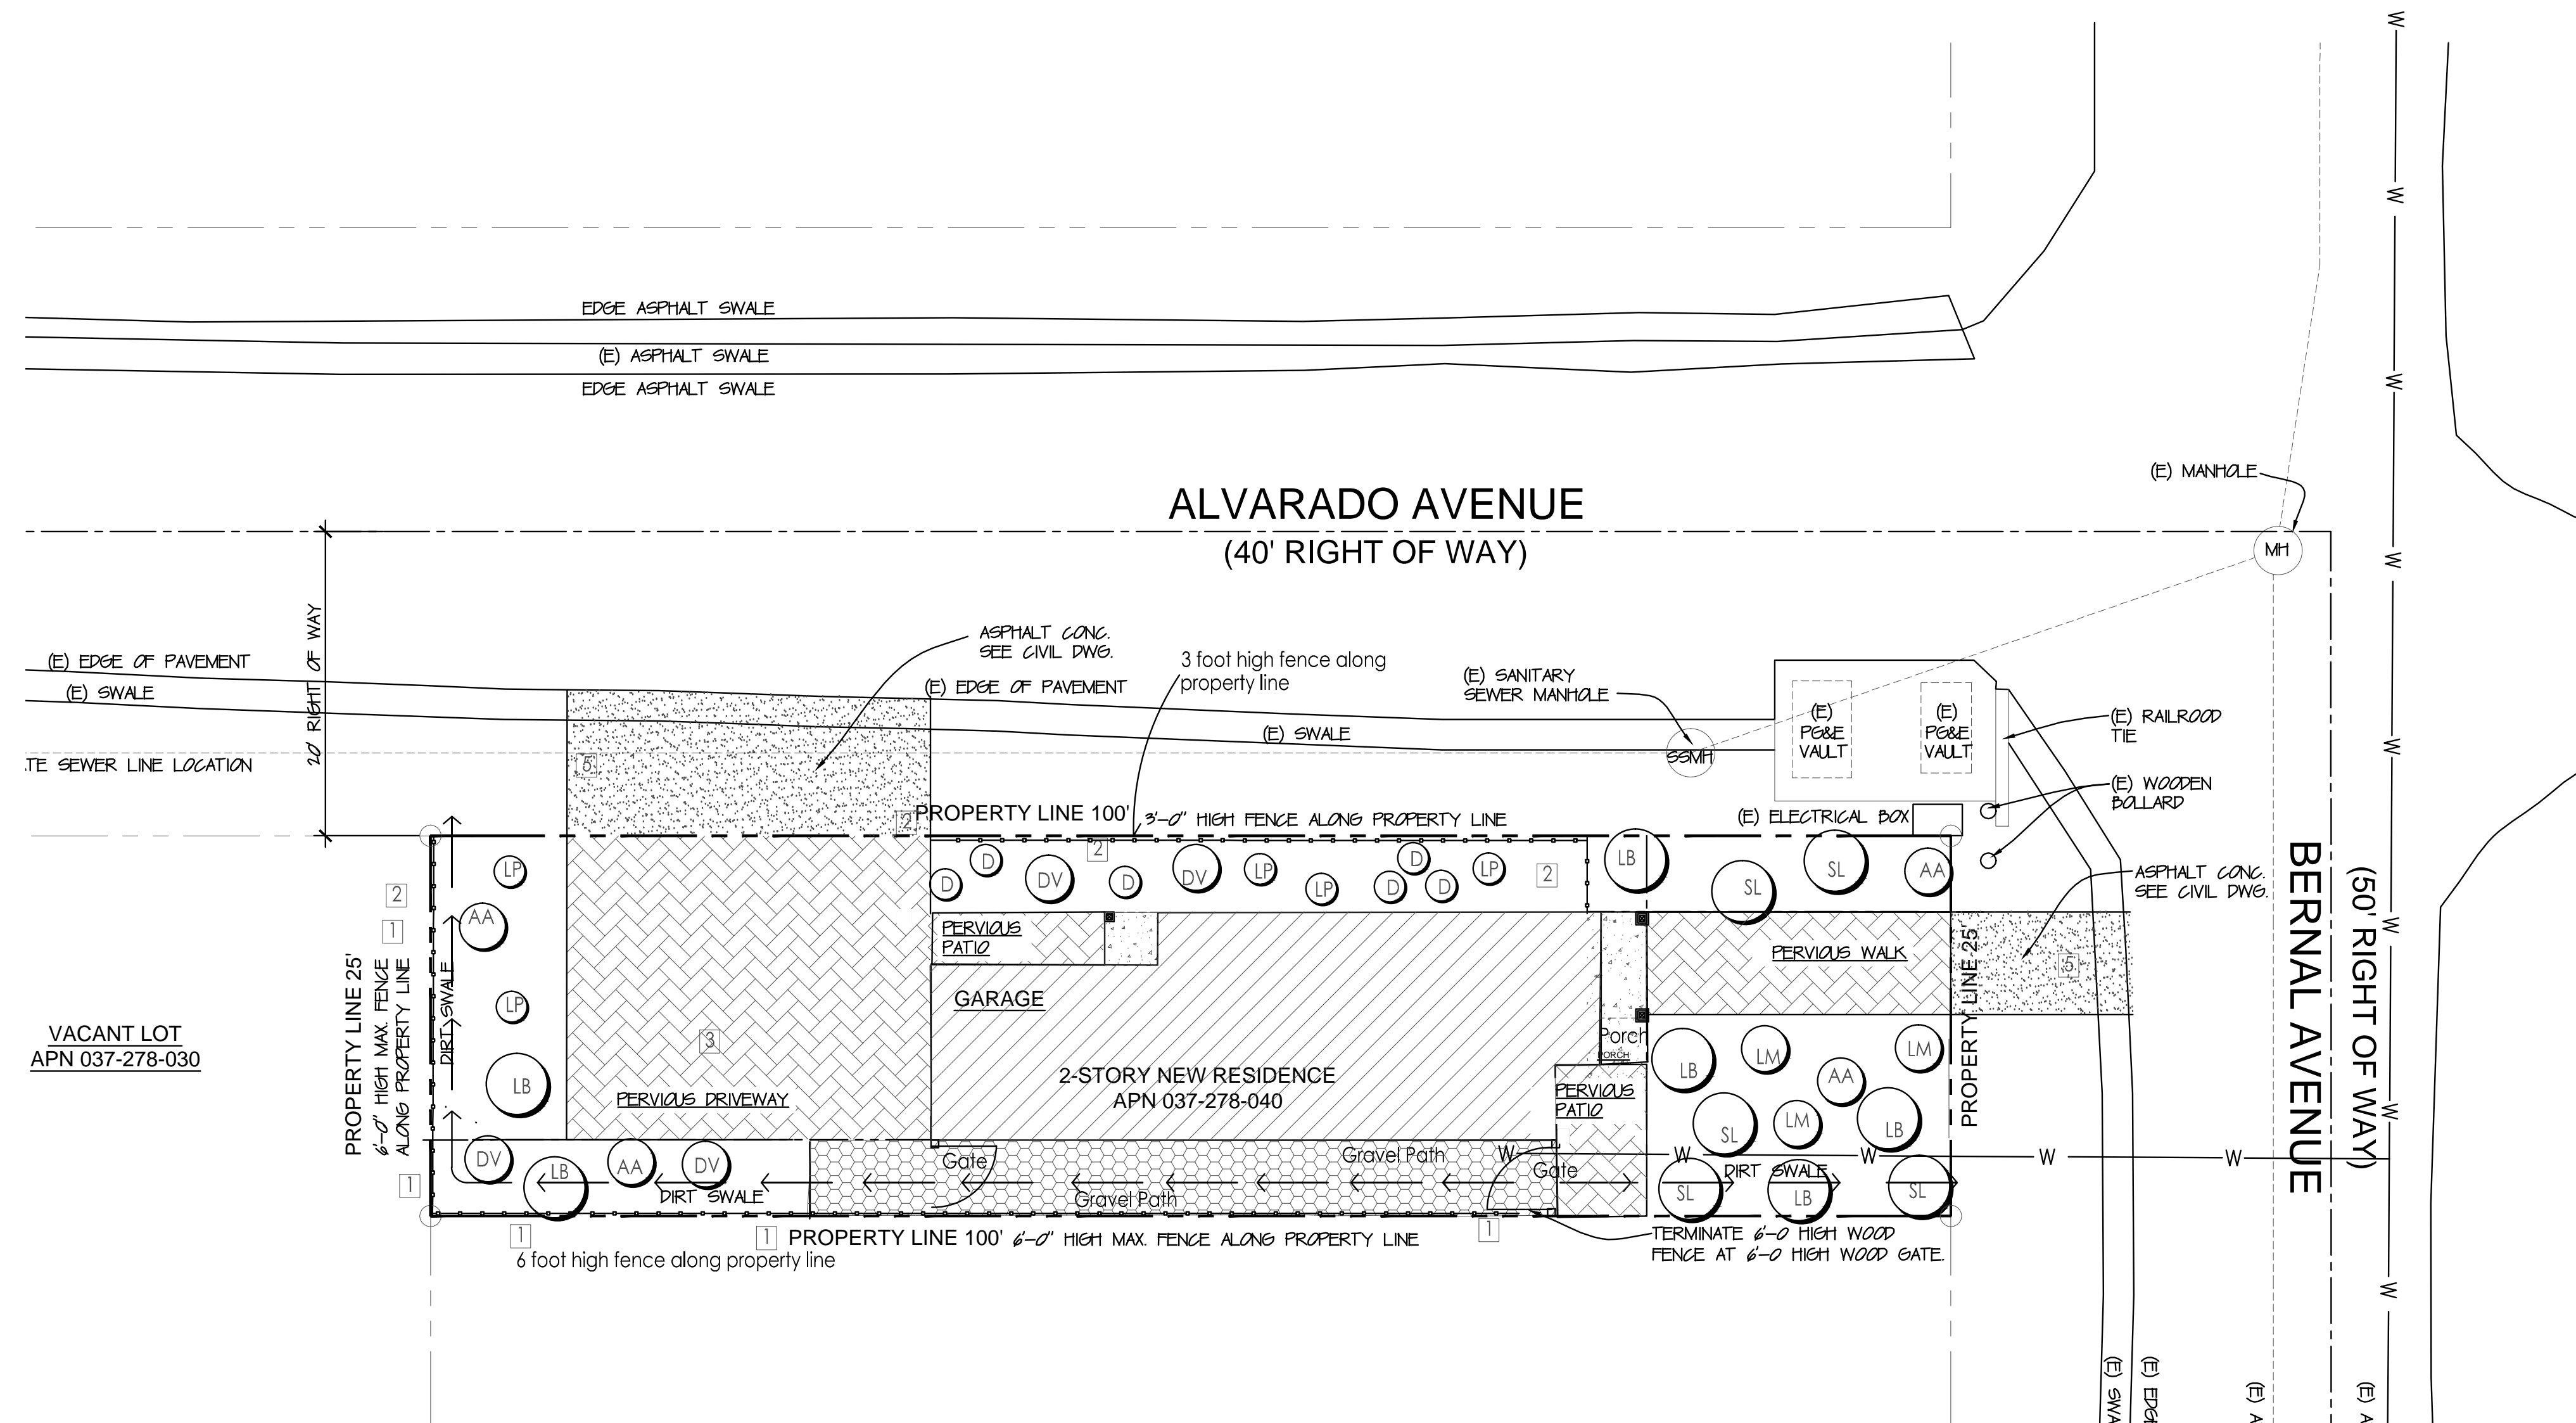 W
W
EDGE ASPHALT SWALE
(E) ASPHALT SWALE
EDGE ASPHALT SWALE
W
(E) MANHOLE
ALVARADO AVENUE
(40' RIGHT OF WAY)
MH
W
20' RIGHT OF WAY
ASPHALT CONC.
SEE CIVIL DWG.
3 foot high fence along
property line
(E) EDGE OF PAVEMENT
(E) SWALE
(E) EDGE OF PAVEMENT
(E) SANITARY
SEWER MANHOLE
(E) SWALE
SSMH
(E)
PG&E
VAULT
(E)
PG&E
VAULT
(E) RAILROAD
TIE
W
TE SEWER LINE LOCATION
5
(E) WOODEN
BOLLARD
2
PROPERTY LINE 100'
3'-0" HIGH FENCE ALONG PROPERTY LINE
(E) ELECTRICAL BOX
2
LP
D
D
DV
D
DV
LP
LP
D
D
D
LP
2
LB
SL
SL
AA
ASPHALT CONC.
SEE CIVIL DWG.
BERNAL AVENUE
(50' RIGHT OF WAY)
W
2
1
AA
PERVIOUS
PATIO
PERVIOUS WALK
5
PROPERTY LINE 25'
6'-0" HIGH MAX. FENCE
ALONG PROPERTY LINE
DIRT SWALE
LP
GARAGE
PROPERTY LINE 25'
VACANT LOT
APN 037-278-030
3
Porch
PORCH
LB
LM
LM
LB
PERVIOUS DRIVEWAY
2-STORY NEW RESIDENCE
APN 037-278-040
PERVIOUS
PATIO
AA
SL
LM
LB
W
DV
LB
AA
DV
Gate
Gravel Path
W
Gate
W
W
W
W
DIRT SWALE
1
DIRT SWALE
Gravel Path
SL
LB
SL
1
1
PROPERTY LINE 100'
6'-0" HIGH MAX. FENCE ALONG PROPERTY LINE
1
TERMINATE 6'-0 HIGH WOOD
FENCE AT 6'-0 HIGH WOOD GATE.
6 foot high fence along property line
W
(E) SWA
(E) EDG
(E) A
(E) A